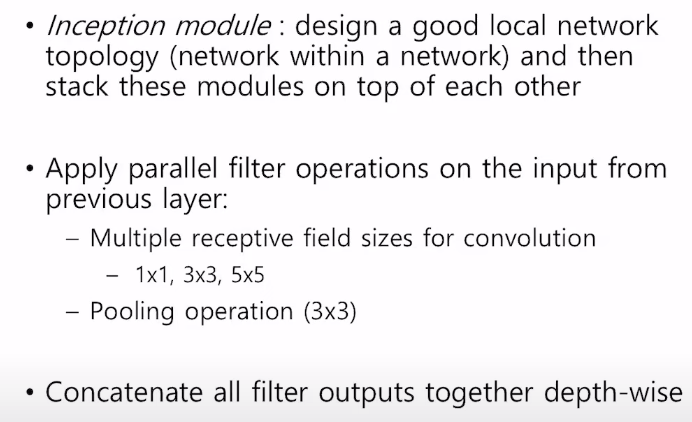 • Inception module : design a good local network
topology (network within a network) and then
stack these modules on top of each other
• Apply parallel filter operations on the input from
previous layer:
– Multiple receptive field sizes for convolution
– 1x1, 3x3, 5x5
– Pooling operation (3x3)
• Concatenate all filter outputs together depth-wise